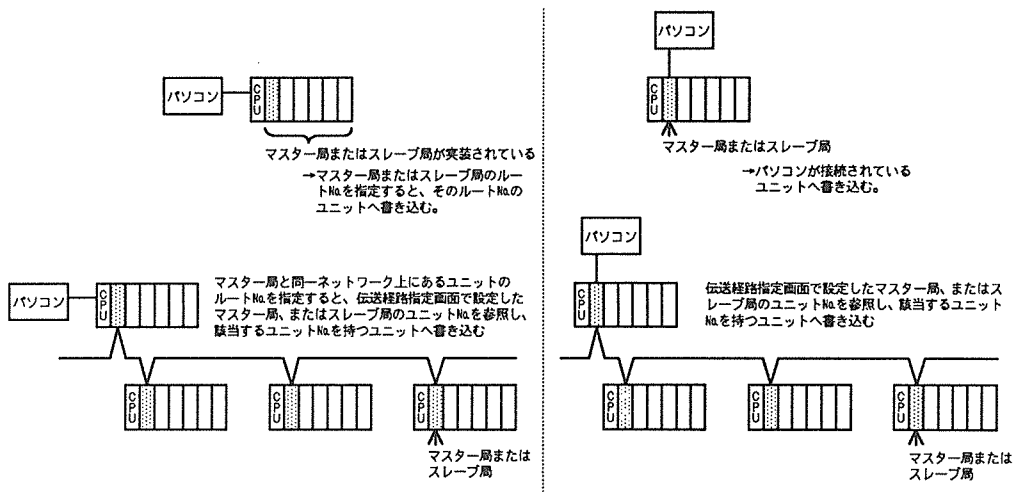 パソコン
CPU
マスター局またはスレーブ局が実装されている
→マスター局またはスレーブ局のルー
トNo.を指定すると、そのルートNo.の
ユニットへ書き込む。
パソコン
CPU
マスター局またはスレーブ局
→パソコンが接続されている
ユニットへ書き込む。
パソコン
CPU
マスター局と同一ネットワーク上にあるユニットの
ルートNo.を指定すると、伝送経路指定画面で設定した
マスター局、またはスレーブ局のユニットNo.を参照し、
該当するユニットNo.を持つユニットへ書き込む
CPU
CPU
CPU
マスター局または
スレーブ局
パソコン
CPU
伝送経路指定画面で設定したマスター局、またはス
レーブ局のユニットNo.を参照し、該当するユニット
No.を持つユニットへ書き込む
CPU
CPU
CPU
マスター局または
スレーブ局